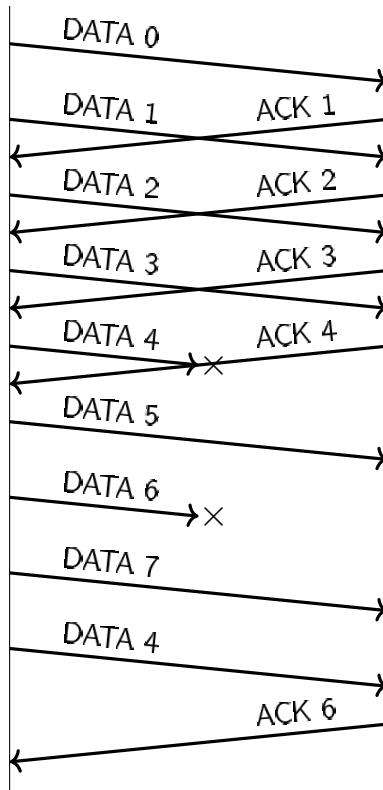 DATA 0
DATA 1
ACK 1
DATA 2
ACK 2
DATA 3
ACK 3
DATA 4
ACK 4
DATA 5
DATA 6
DATA 7
DATA 4
ACK 6